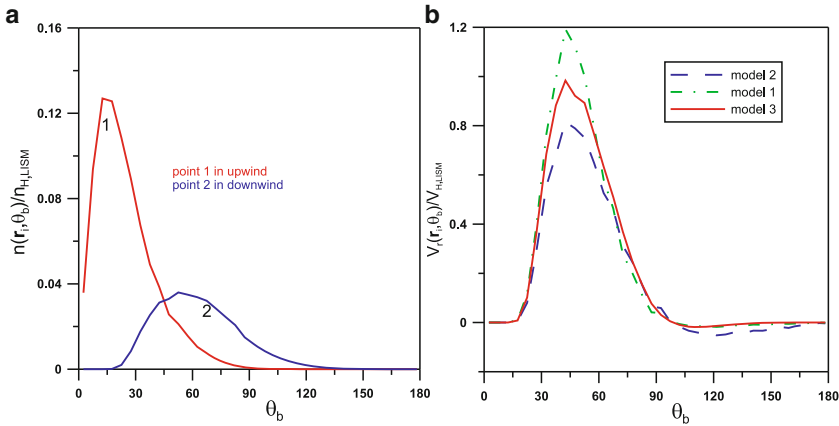 a
0.16
0.12
0.08
0.04
0
n(rᵢ,θb)/nH,LISM
1
point 1 in upwind
point 2 in downwind
2
0 30 60 90 120 150 180
θb
b
1.2
0.8
0.4
0
Vr(rᵢ,θb)/VH,LISM
model 2
model 1
model 3
0 30 60 90 120 150 180
θb